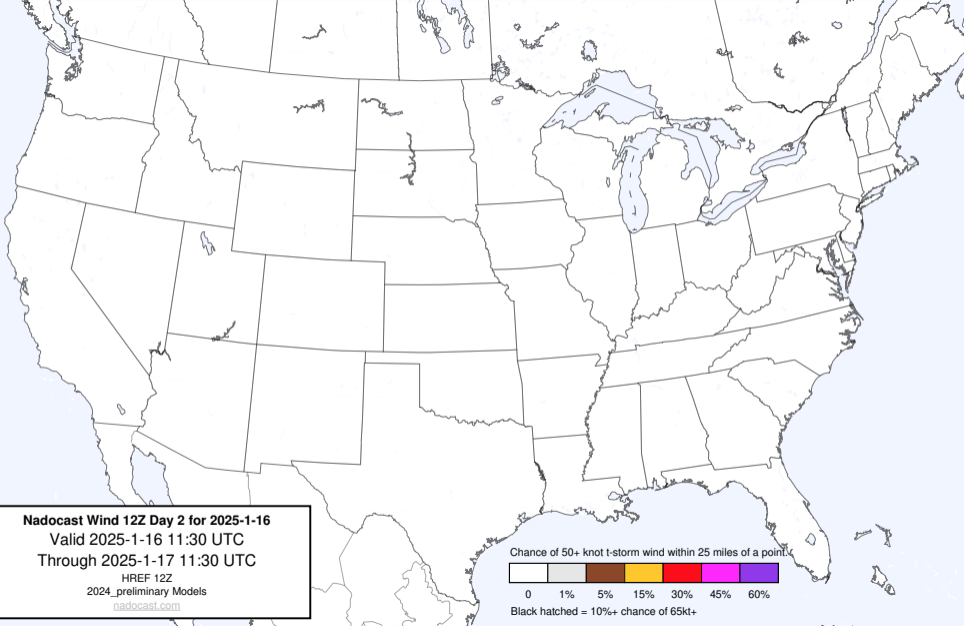 Nadocast Wind 12Z Day 2 for 2025-1-16
Valid 2025-1-16 11:30 UTC
Through 2025-1-17 11:30 UTC
HREF 12Z
2024_preliminary Models
nadocast.com
Chance of 50+ knot t-storm wind within 25 miles of a point.
0 1% 5% 15% 30% 45% 60%
Black hatched = 10%+ chance of 65kt+